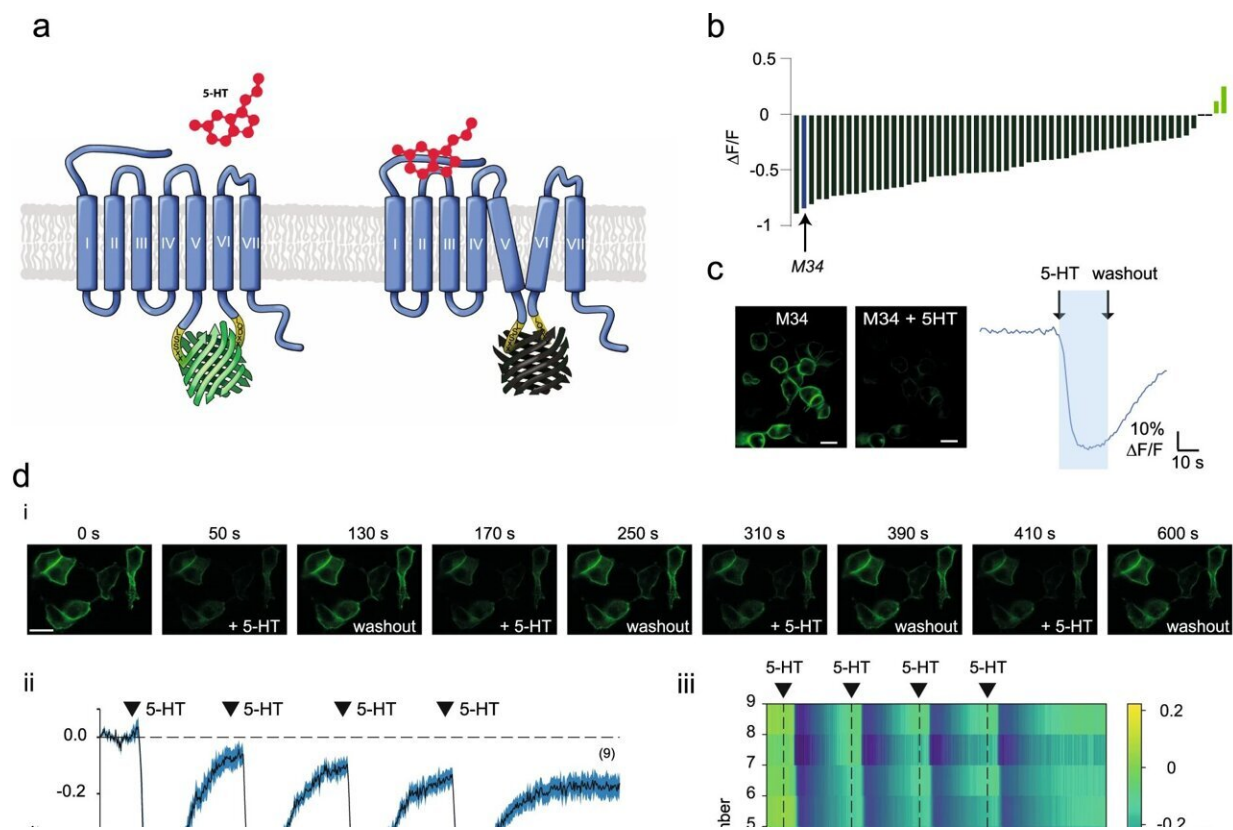 a
5-HT
I II III IV V VI VII
I II III IV V VI VII
b
0.5
0
-0.5
-1
ΔF/F
M34
c
M34
M34 + 5HT
5-HT washout
10%
ΔF/F
10 s
d
i
0 s 50 s 130 s 170 s 250 s 310 s 390 s 410 s 600 s
+ 5-HT washout + 5-HT washout + 5-HT washout + 5-HT washout
ii
5-HT 5-HT 5-HT 5-HT
0.0
-0.2
(9)
iii
5-HT 5-HT 5-HT 5-HT
9
8
7
6
5
0.2
0
-0.2